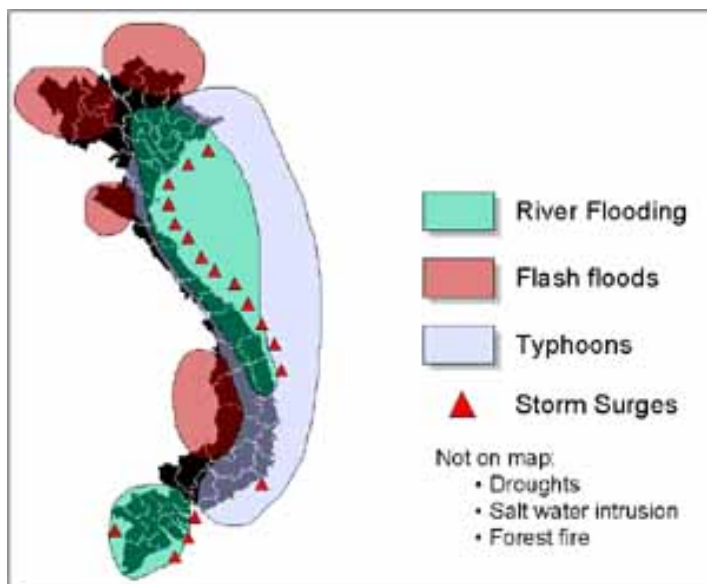 River Flooding
Flash floods
Typhoons
Storm Surges
Not on map:
• Droughts
• Salt water intrusion
• Forest fire